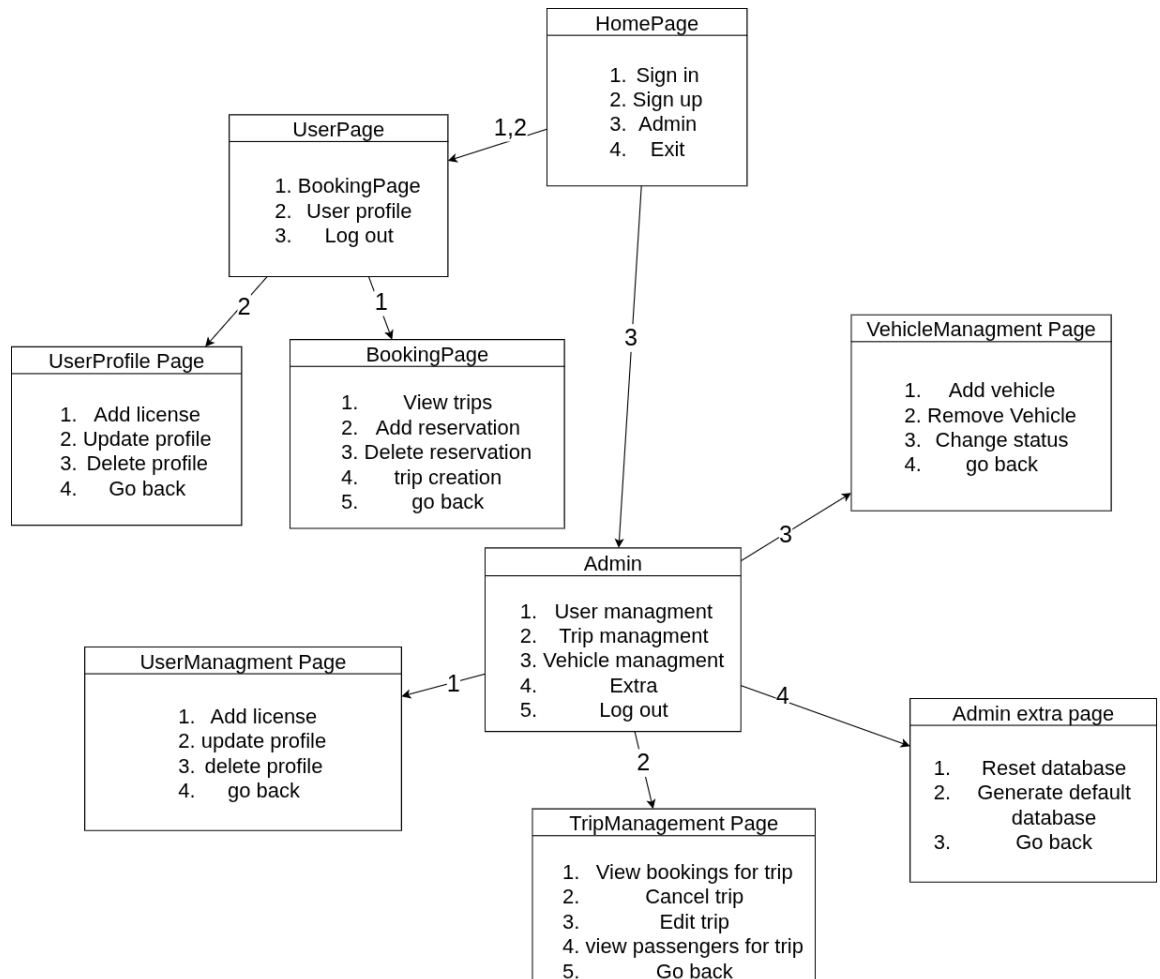 HomePage
1. Sign in
2. Sign up
3. Admin
4. Exit
1,2
UserPage
1. BookingPage
2. User profile
3. Log out
2
1
3
UserProfile Page
1. Add license
2. Update profile
3. Delete profile
4. Go back
BookingPage
1. View trips
2. Add reservation
3. Delete reservation
4. trip creation
5. go back
VehicleManagment Page
1. Add vehicle
2. Remove Vehicle
3. Change status
4. go back
3
Admin
1. User managment
2. Trip managment
3. Vehicle managment
4. Extra
5. Log out
1
4
2
UserManagment Page
1. Add license
2. update profile
3. delete profile
4. go back
Admin extra page
1. Reset database
2. Generate default
database
3. Go back
TripManagement Page
1. View bookings for trip
2. Cancel trip
3. Edit trip
4. view passengers for trip
5. Go back